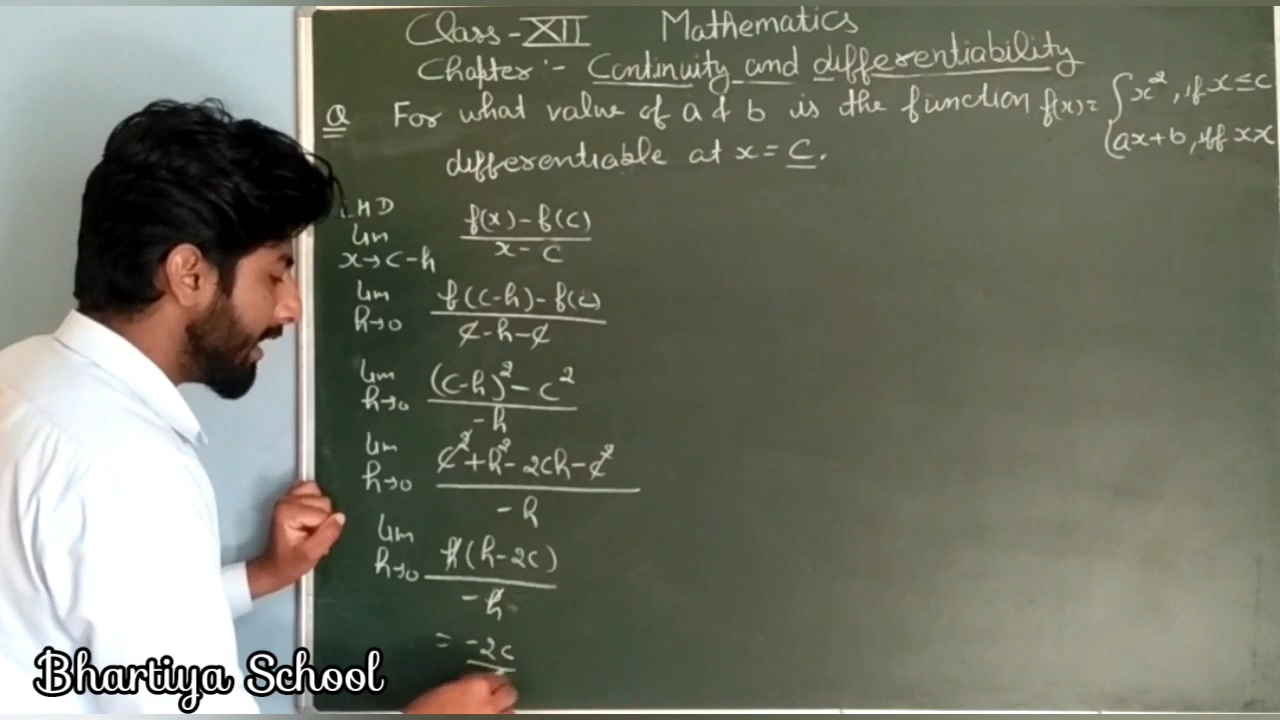 Class - XII Mathematics
Chapter :- Continuity and differentiability
Q For what value of a & b is the function f(x) = { x², if x ≤ c
ax+b, if x
differentiable at x = c.
LHD
lim x→c-h f(x) - f(c) / x - c
lim h→0 f(c-h) - f(c) / c-h-c
lim h→0 (c-h)² - c² / -h
lim h→0 c² + h² - 2ch - c² / -h
lim h→0 h(h-2c) / -h
= -2c
Bhartiya School